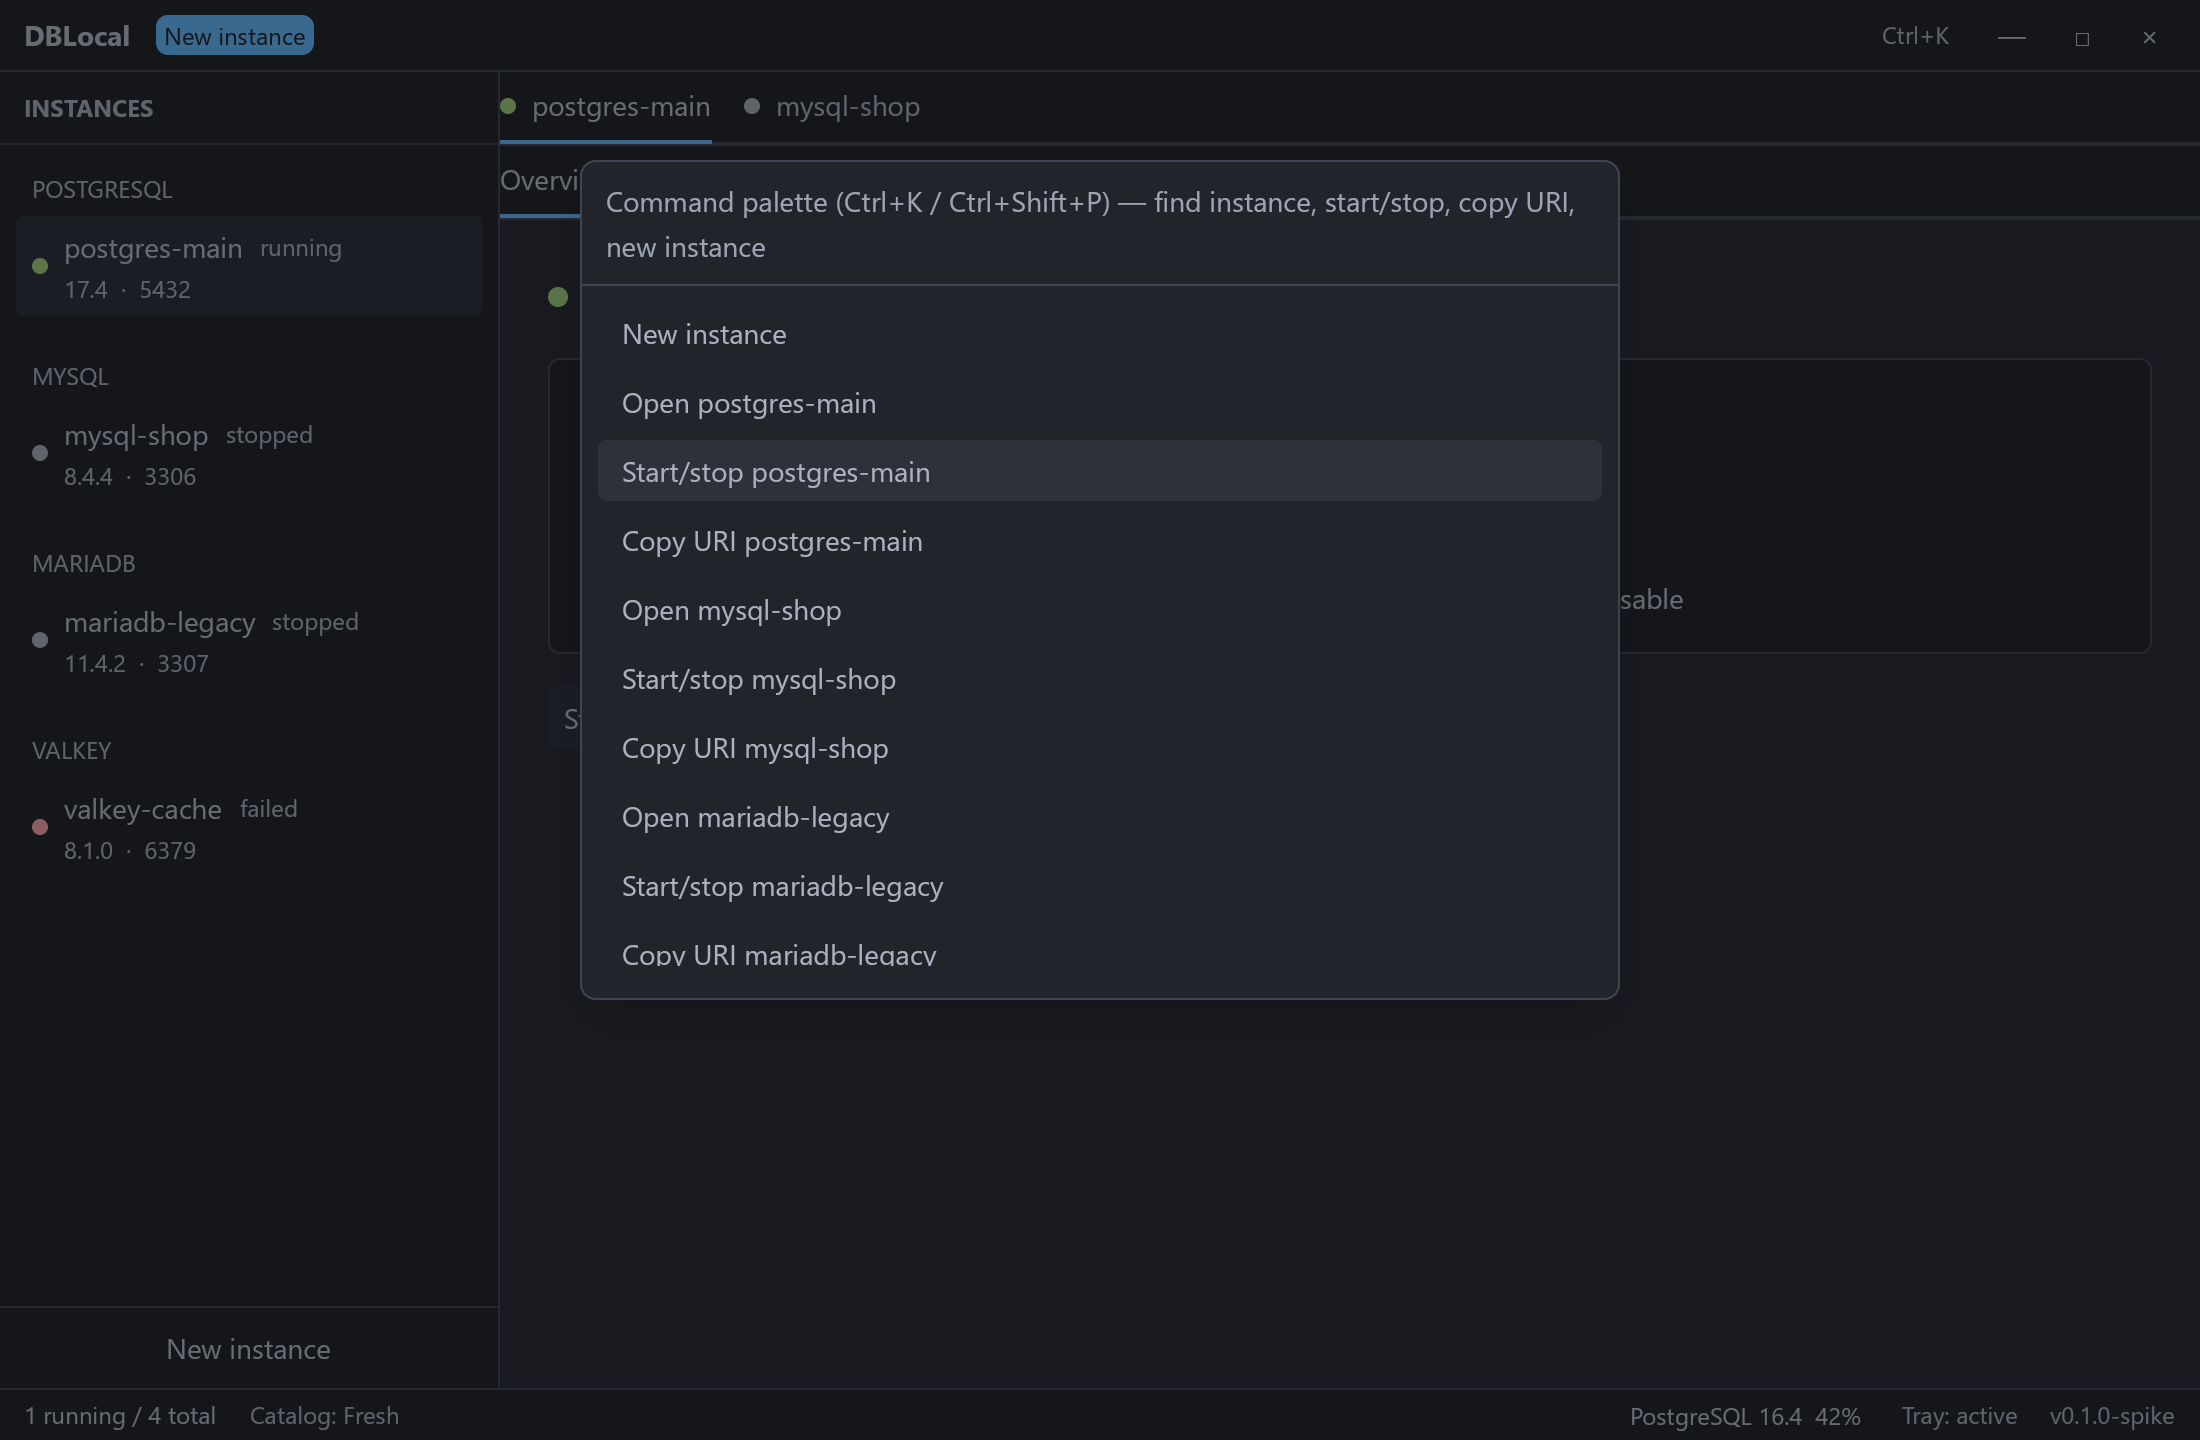 DBLocal New instance Ctrl+K
INSTANCES
postgres-main mysql-shop
POSTGRESQL
postgres-main running
17.4 · 5432
MYSQL
mysql-shop stopped
8.4.4 · 3306
MARIADB
mariadb-legacy stopped
11.4.2 · 3307
VALKEY
valkey-cache failed
8.1.0 · 6379
New instance
Command palette (Ctrl+K / Ctrl+Shift+P) — find instance, start/stop, copy URI,
new instance
New instance
Open postgres-main
Start/stop postgres-main
Copy URI postgres-main
Open mysql-shop
Start/stop mysql-shop
Copy URI mysql-shop
Open mariadb-legacy
Start/stop mariadb-legacy
Copy URI mariadb-legacy
1 running / 4 total Catalog: Fresh PostgreSQL 16.4 42% Tray: active v0.1.0-spike